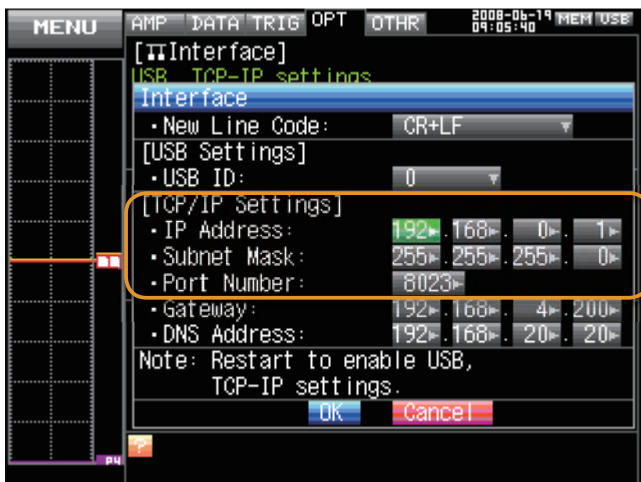 MENU AMP DATA TRIG OPT OTHR 2008-06-19 09:05:40 MEM USB
[Interface]
USB, TCP-IP settings
Interface
・New Line Code: CR+LF
[USB Settings]
・USB ID: 0
[TCP/IP Settings]
・IP Address: 192.168. 0. 1
・Subnet Mask: 255.255.255. 0
・Port Number: 8023
・Gateway: 192.168. 4.200
・DNS Address: 192.168. 20. 20
Note: Restart to enable USB,
TCP-IP settings.
OK Cancel
?
P4